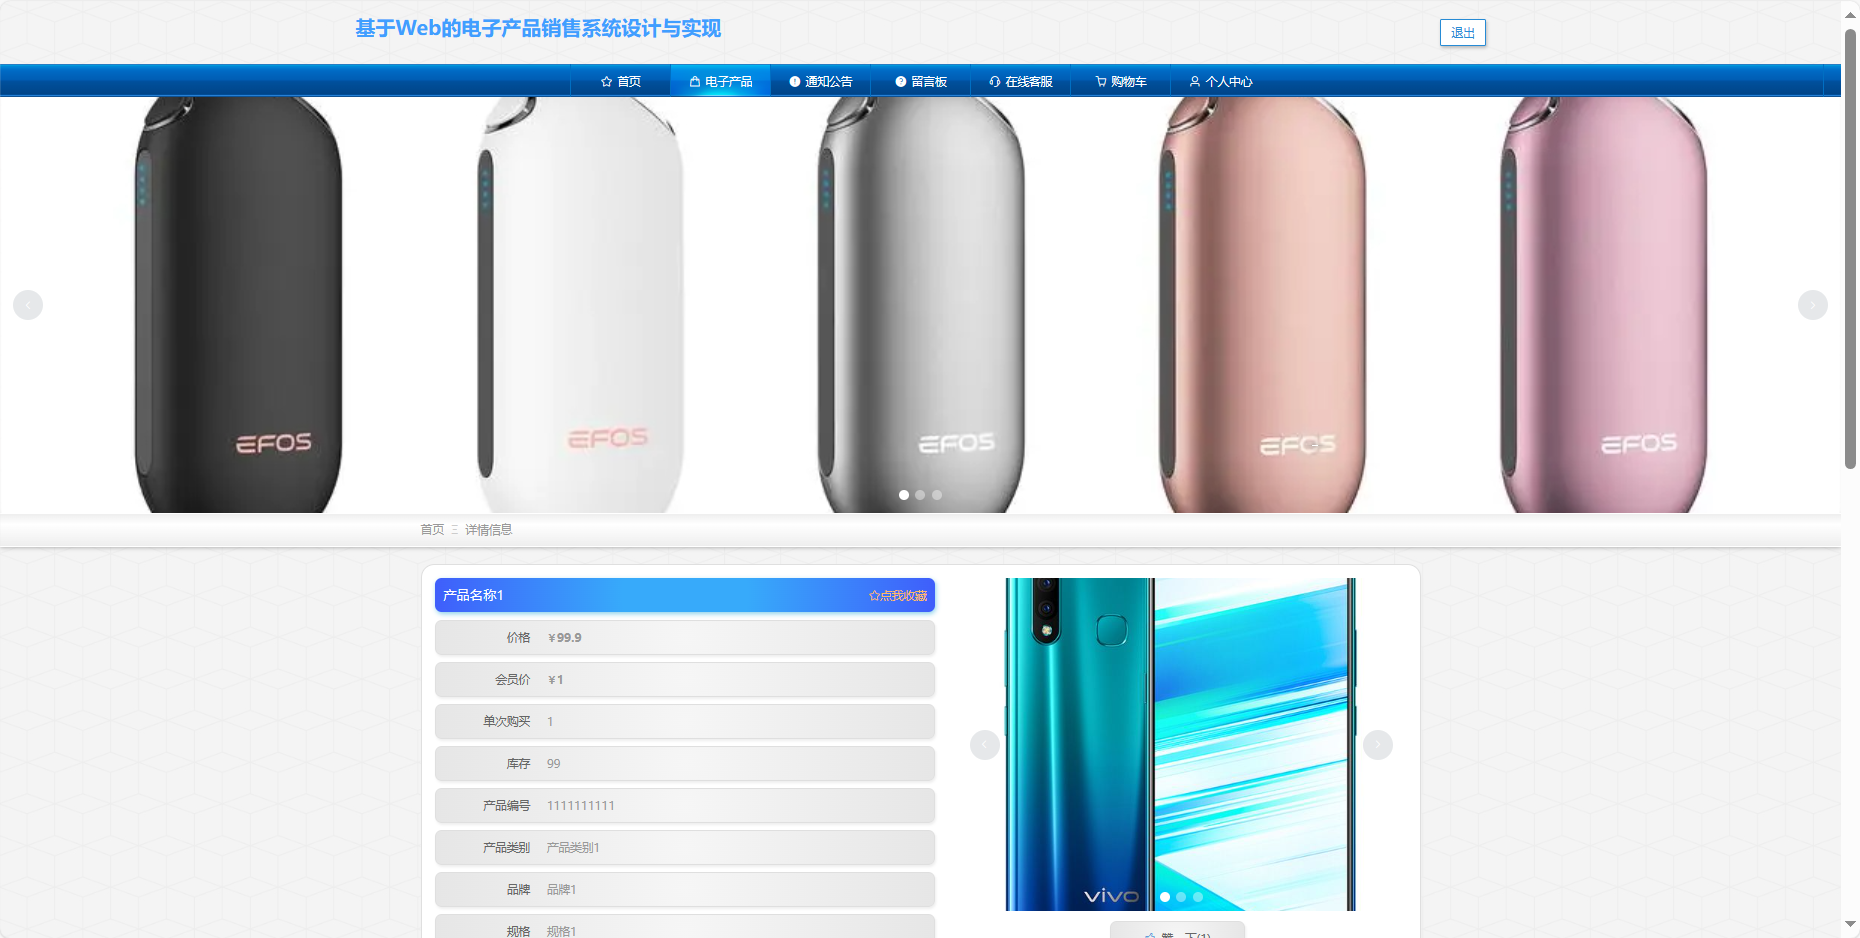 基于Web的电子产品销售系统设计与实现
退出
首页
电子产品
通知公告
留言板
在线客服
购物车
个人中心
EFOS
EFOS
EFOS
EFOS
EFOS
首页 详情信息
产品名称1
点我收藏
价格 ￥99.9
会员价 ￥1
单次购买 1
库存 99
产品编号 1111111111
产品类别 产品类别1
品牌 品牌1
规格 规格1
vivo
赞一下(1)